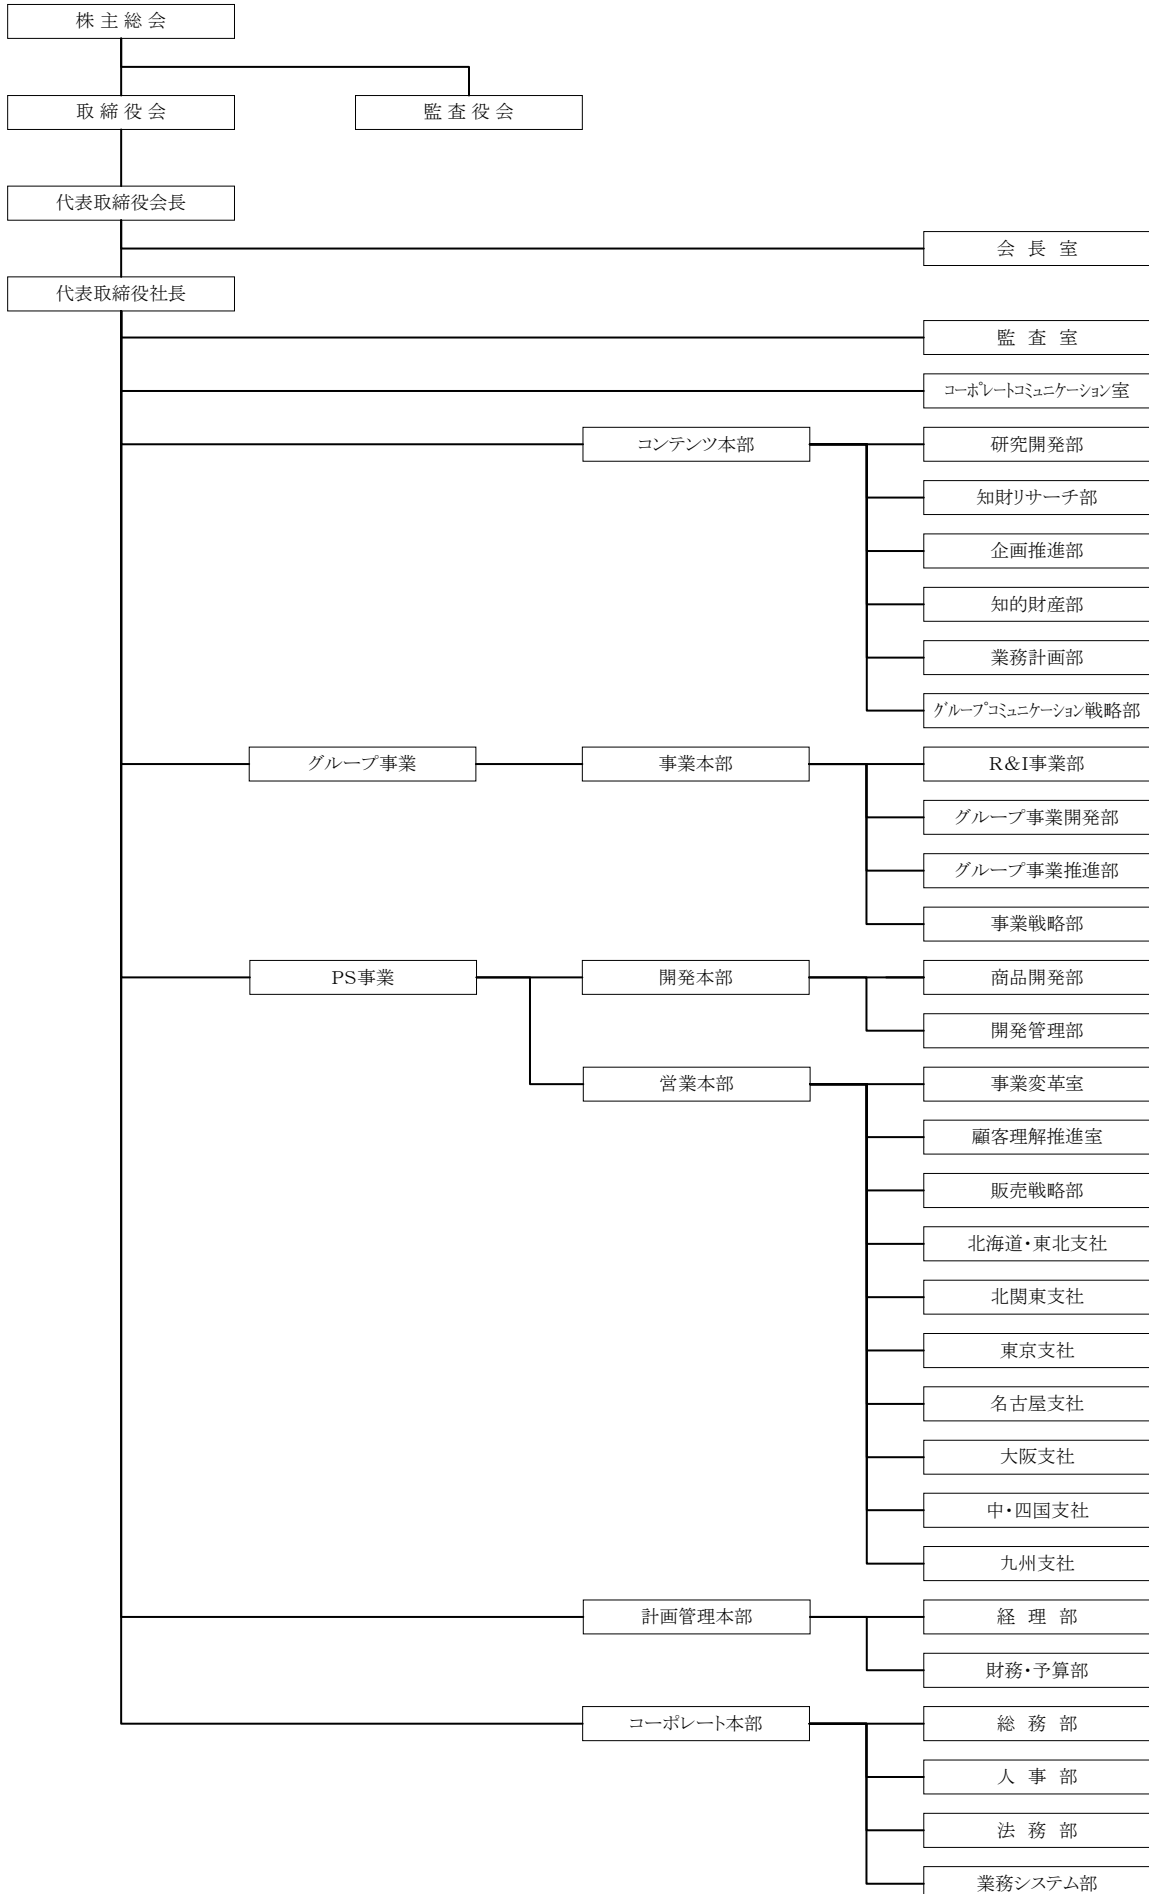 株 主 総 会
取 締 役 会
監 査 役 会
代表取締役会長
会 長 室
代表取締役社長
監 査 室
コーポレートコミュニケーション室
コンテンツ本部
研究開発部
知財リサーチ部
企画推進部
知的財産部
業務計画部
グループコミュニケーション戦略部
グループ事業
事業本部
R&I事業部
グループ事業開発部
グループ事業推進部
事業戦略部
PS事業
開発本部
商品開発部
開発管理部
営業本部
事業変革室
顧客理解推進室
販売戦略部
北海道・東北支社
北関東支社
東京支社
名古屋支社
大阪支社
中・四国支社
九州支社
計画管理本部
経 理 部
財務・予算部
コーポレート本部
総 務 部
人 事 部
法 務 部
業務システム部